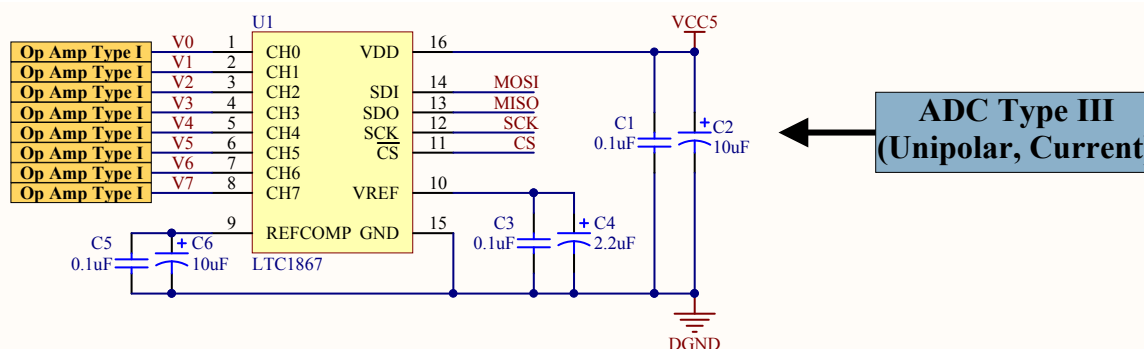 U1
VCC5
Op Amp Type I V0 1 CH0 VDD 16
Op Amp Type I V1 2 CH1
Op Amp Type I V2 3 CH2 SDI 14 MOSI
Op Amp Type I V3 4 CH3 SDO 13 MISO
Op Amp Type I V4 5 CH4 SCK 12 SCK
Op Amp Type I V5 6 CH5 CS 11 CS
Op Amp Type I V6 7 CH6
Op Amp Type I V7 8 CH7 VREF 10
9 REFCOMP GND 15
LTC1867
C1
0.1uF
+ C2
10uF
ADC Type III
(Unipolar, Current
C3
0.1uF
+ C4
2.2uF
C5
0.1uF
+ C6
10uF
DGND